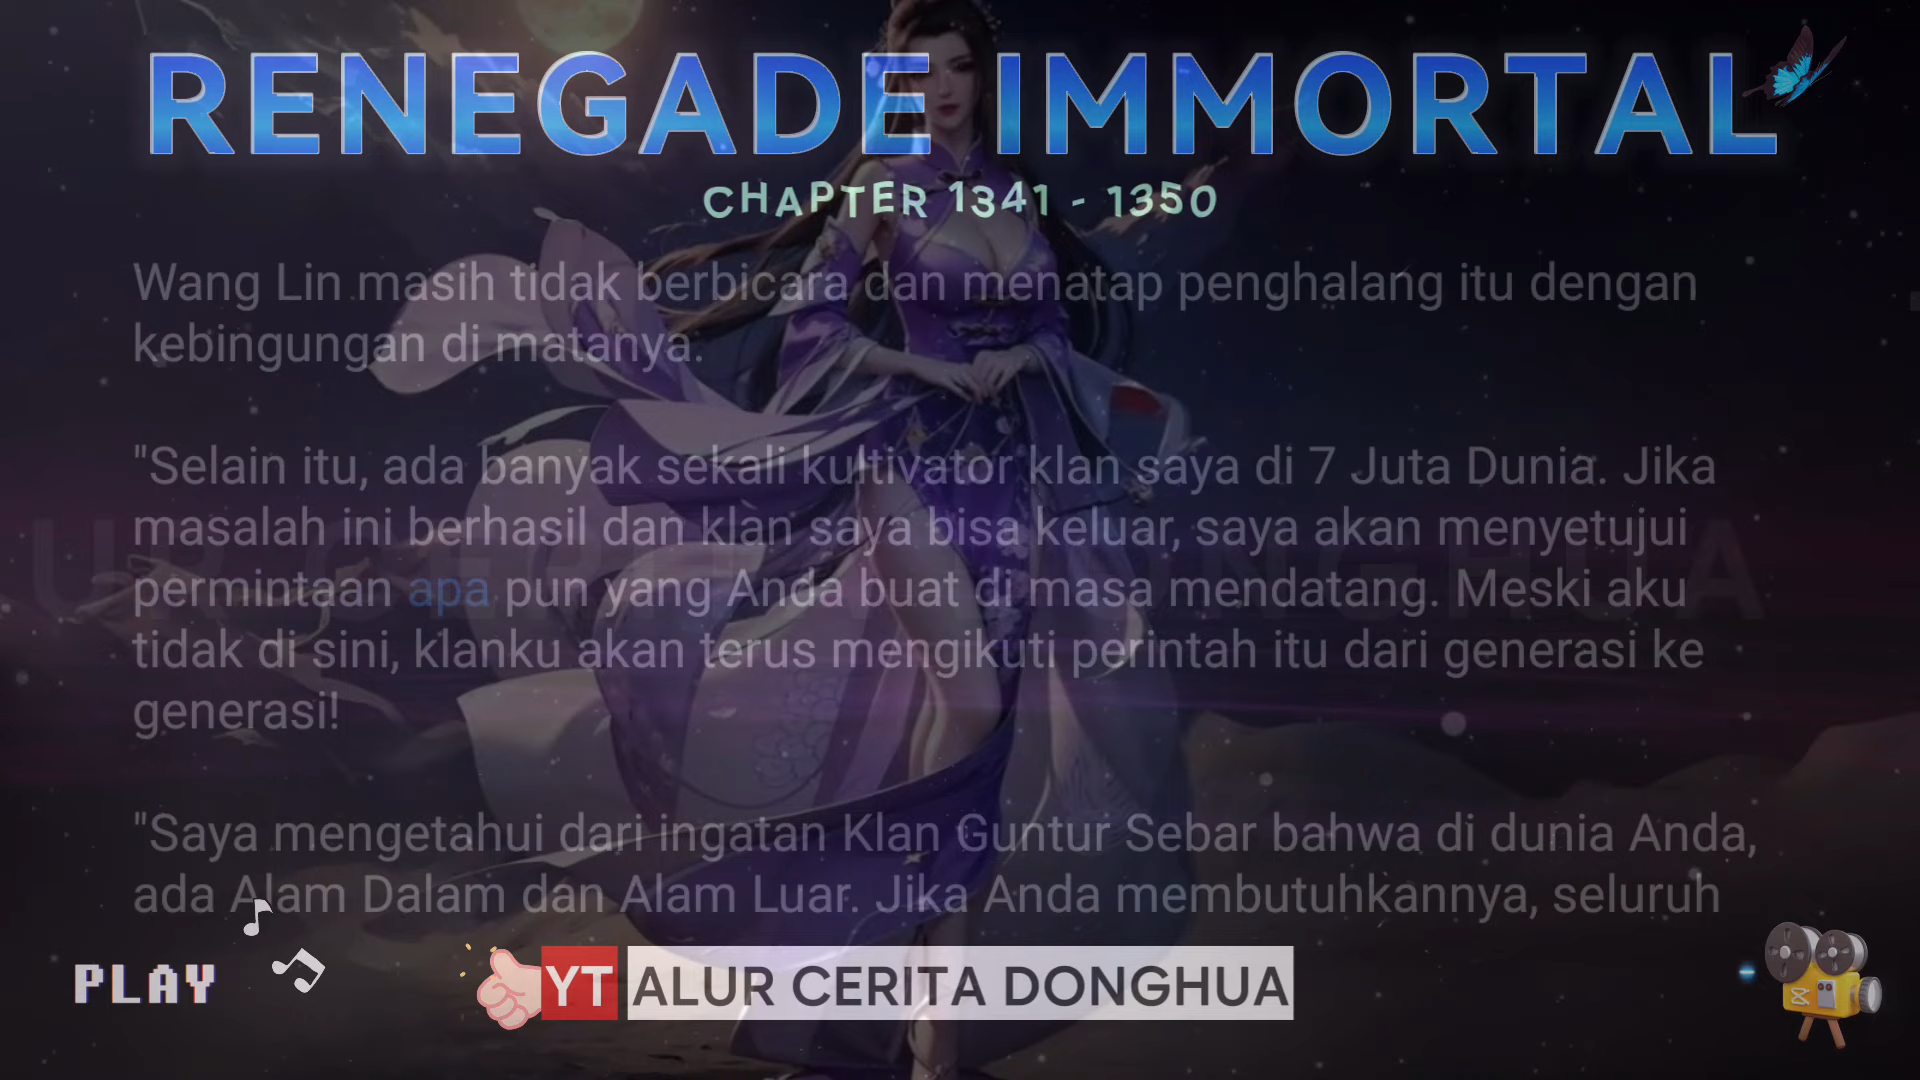 RENEGADE IMMORTAL
CHAPTER 1341 - 1350
Wang Lin masih tidak berbicara dan menatap penghalang itu dengan
kebingungan di matanya.
"Selain itu, ada banyak sekali kultivator klan saya di 7 Juta Dunia. Jika
masalah ini berhasil dan klan saya bisa keluar, saya akan menyetujui
permintaan apa pun yang Anda buat di masa mendatang. Meski aku
tidak di sini, klanku akan terus mengikuti perintah itu dari generasi ke
generasi!
"Saya mengetahui dari ingatan Klan Guntur Sebar bahwa di dunia Anda,
ada Alam Dalam dan Alam Luar. Jika Anda membutuhkannya, seluruh
PLAY
YT ALUR CERITA DONGHUA